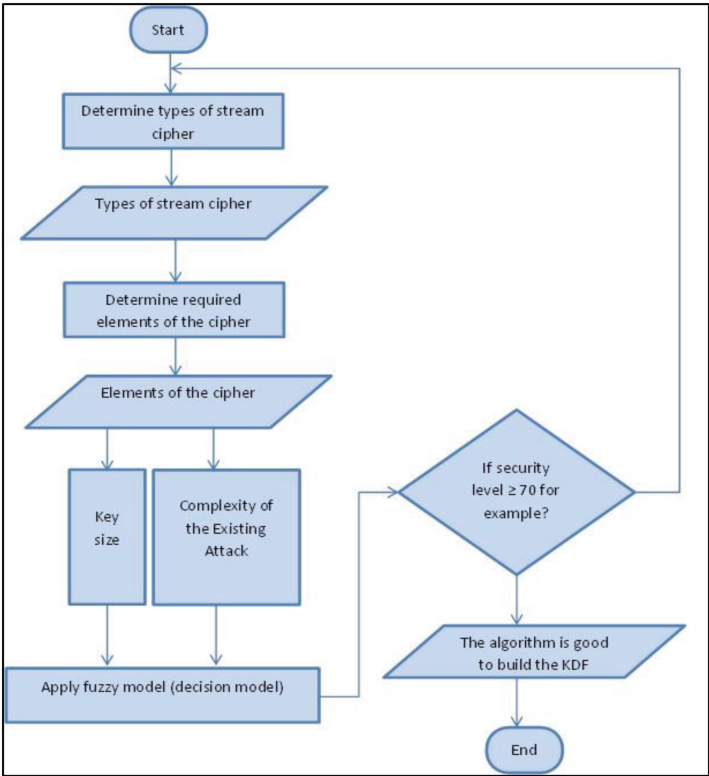 Start
Determine types of stream
cipher
Types of stream cipher
Determine required
elements of the cipher
Elements of the cipher
Key
size
Complexity of
the Existing
Attack
Apply fuzzy model (decision model)
If security
level ≥ 70 for
example?
The algorithm is good
to build the KDF
End